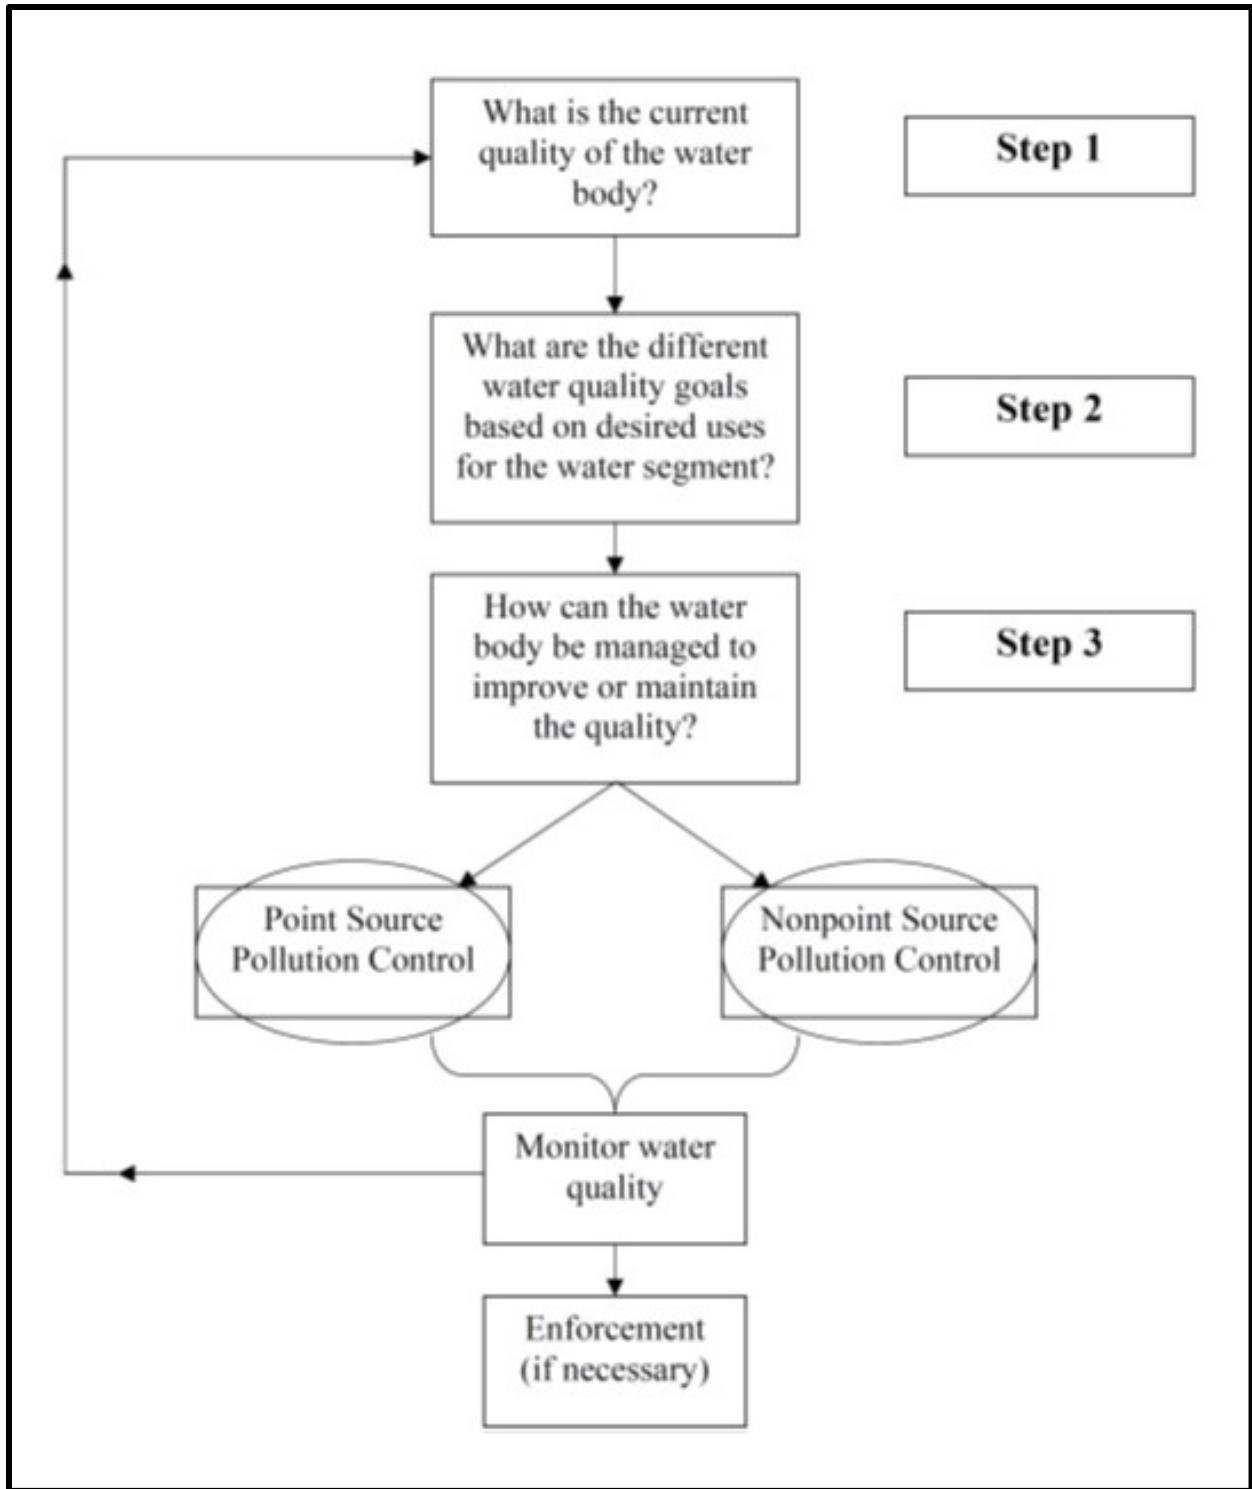 What is the current
quality of the water
body?
Step 1
What are the different
water quality goals
based on desired uses
for the water segment?
Step 2
How can the water
body be managed to
improve or maintain
the quality?
Step 3
Point Source
Pollution Control
Nonpoint Source
Pollution Control
Monitor water
quality
Enforcement
(if necessary)